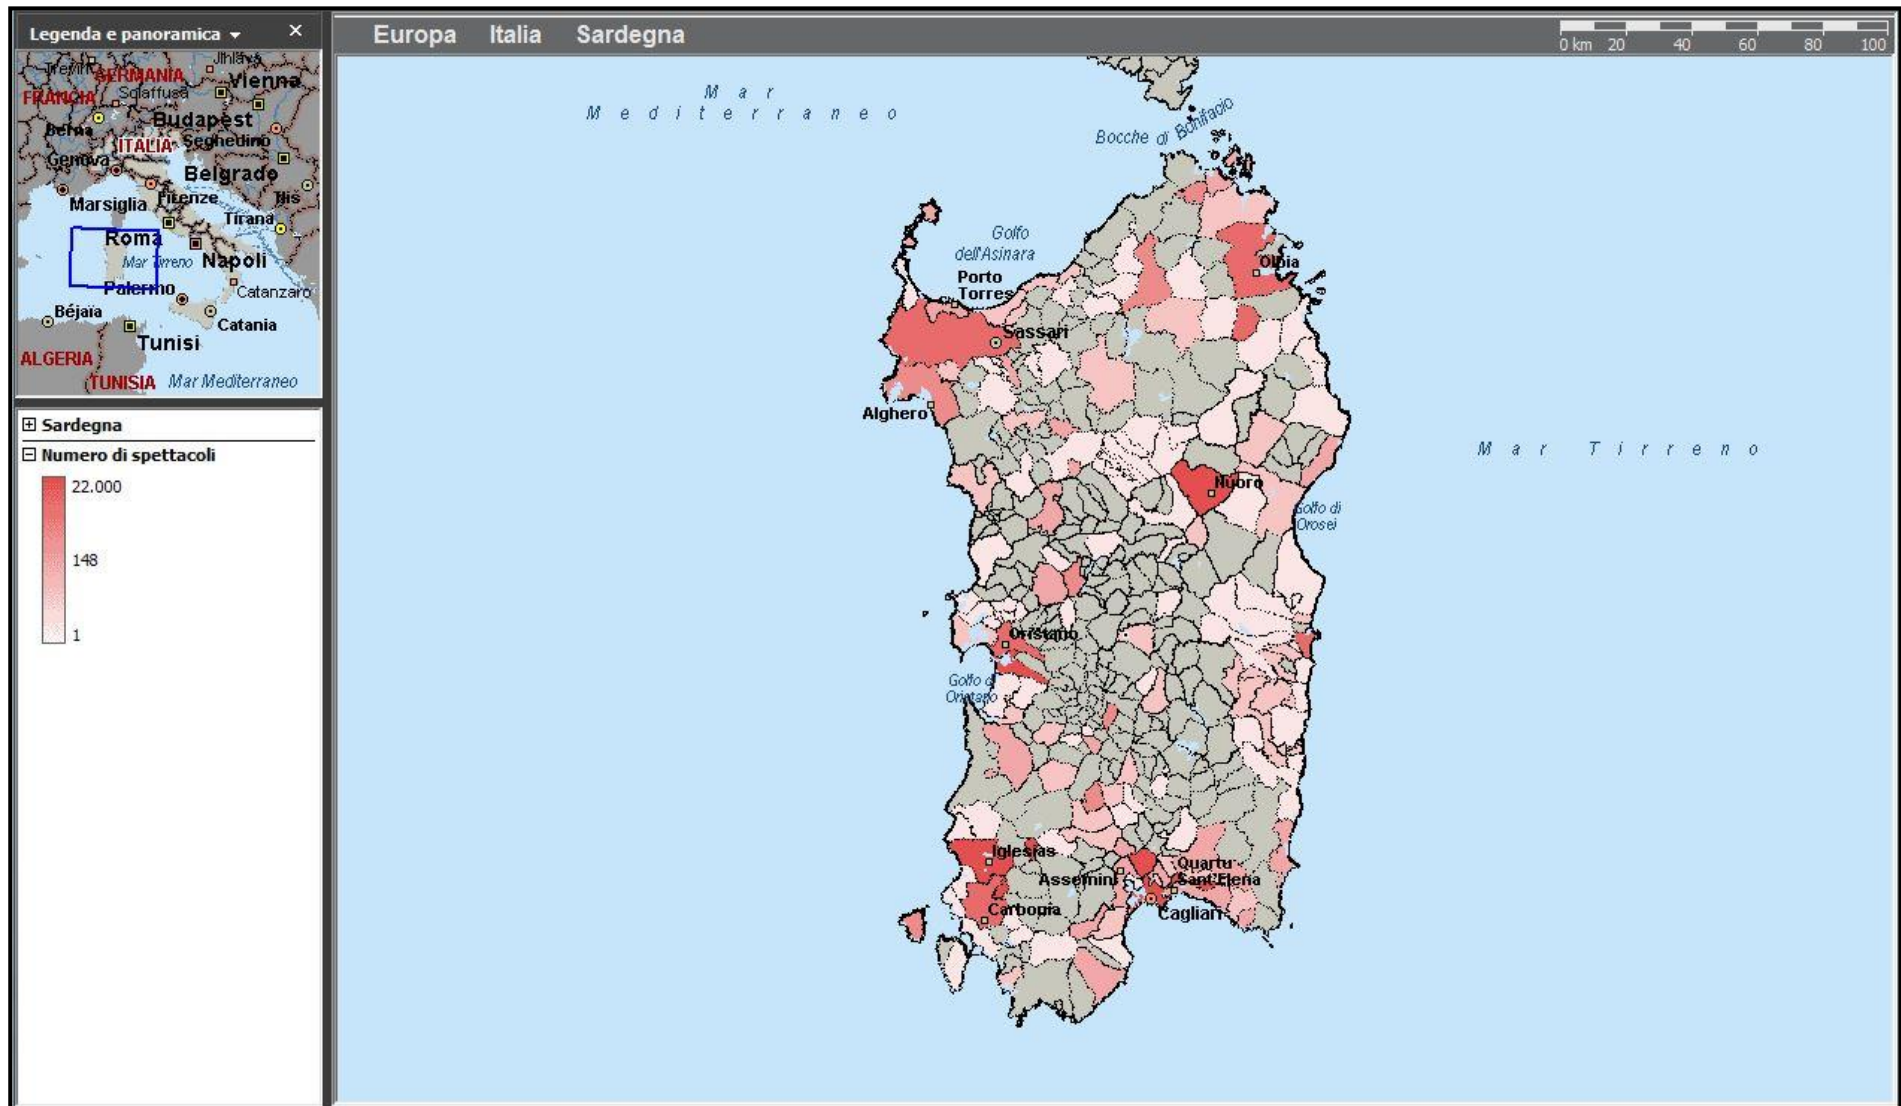 Legenda e panoramica
Europa Italia Sardegna
0 km 20 40 60 80 100
Jihlava
GERMANIA
Vienna
FRANCIA
Sciaffusa
Berna
Budapest
ITALIA
Seghedino
Genova
Belgrado
Marsiglia
Firenze
Nis
Tirana
Roma
Mar Tirreno
Napoli
Palermo
Catanzaro
Béjaïa
Catania
Tunisi
ALGERIA
TUNISIA
Mar Mediterraneo
Sardegna
Numero di spettacoli
22.000
148
1
Mar
Mediterraneo
Bocche di Bonifacio
Golfo
dell'Asinara
Porto
Torres
Olbia
Sassari
Alghero
Mar Tirreno
Nuoro
Golfo di
Orosei
Oristano
Golfo di
Oristano
Iglesias
Assemini
Quartu
Sant'Elena
Carbonia
Cagliari